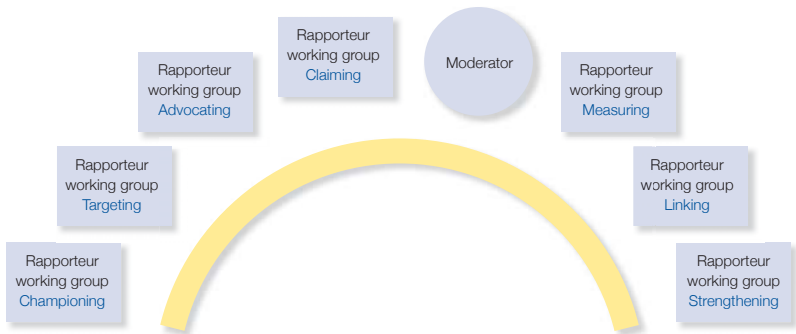 Rapporteur
working group
Claiming
Moderator
Rapporteur
working group
Advocating
Rapporteur
working group
Measuring
Rapporteur
working group
Targeting
Rapporteur
working group
Linking
Rapporteur
working group
Championing
Rapporteur
working group
Strengthening